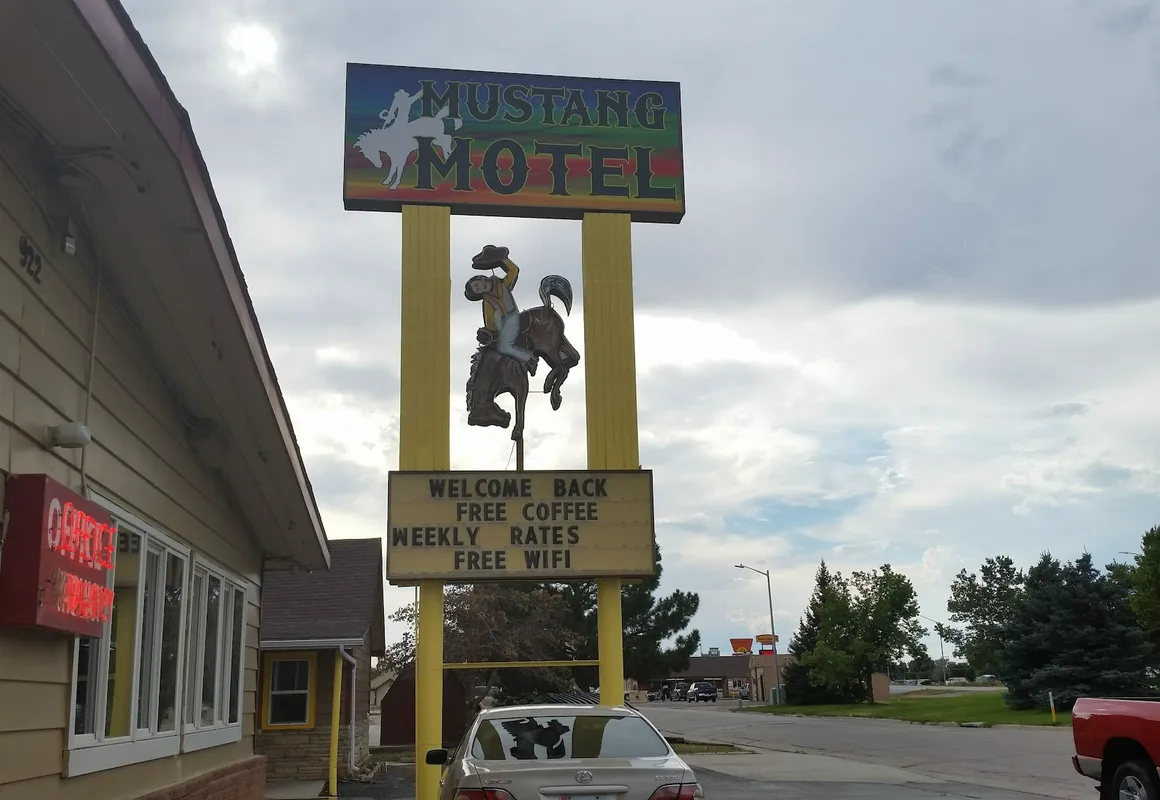 MUSTANG
MOTEL
922
WELCOME BACK
FREE COFFEE
WEEKLY RATES
FREE WIFI
OFFICE